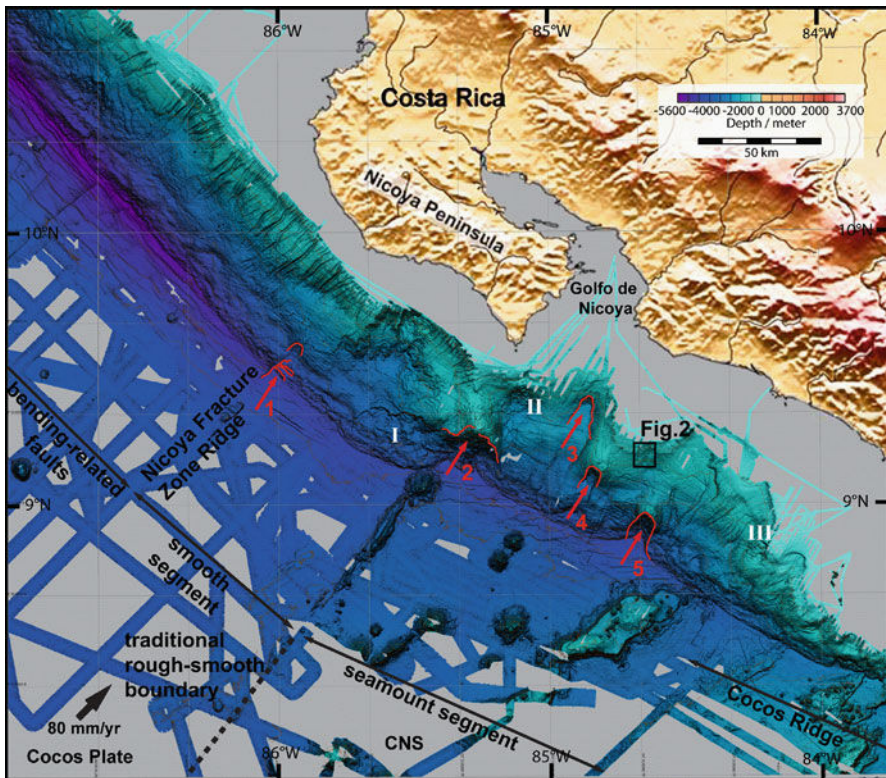 86°W
85°W
84°W
Costa Rica
-5600 -4000 -2000 0 1000 2000 3700
Depth / meter
50 km
Nicoya Peninsula
10°N
10°N
Golfo de
Nicoya
Nicoya Fracture
Zone Ridge
bending-related
faults
1
I
II
2
3
Fig.2
4
9°N
9°N
III
5
smooth
segment
traditional
rough-smooth
boundary
80 mm/yr
Cocos Plate
seamount segment
Cocos Ridge
CNS
86°W
85°W
84°W